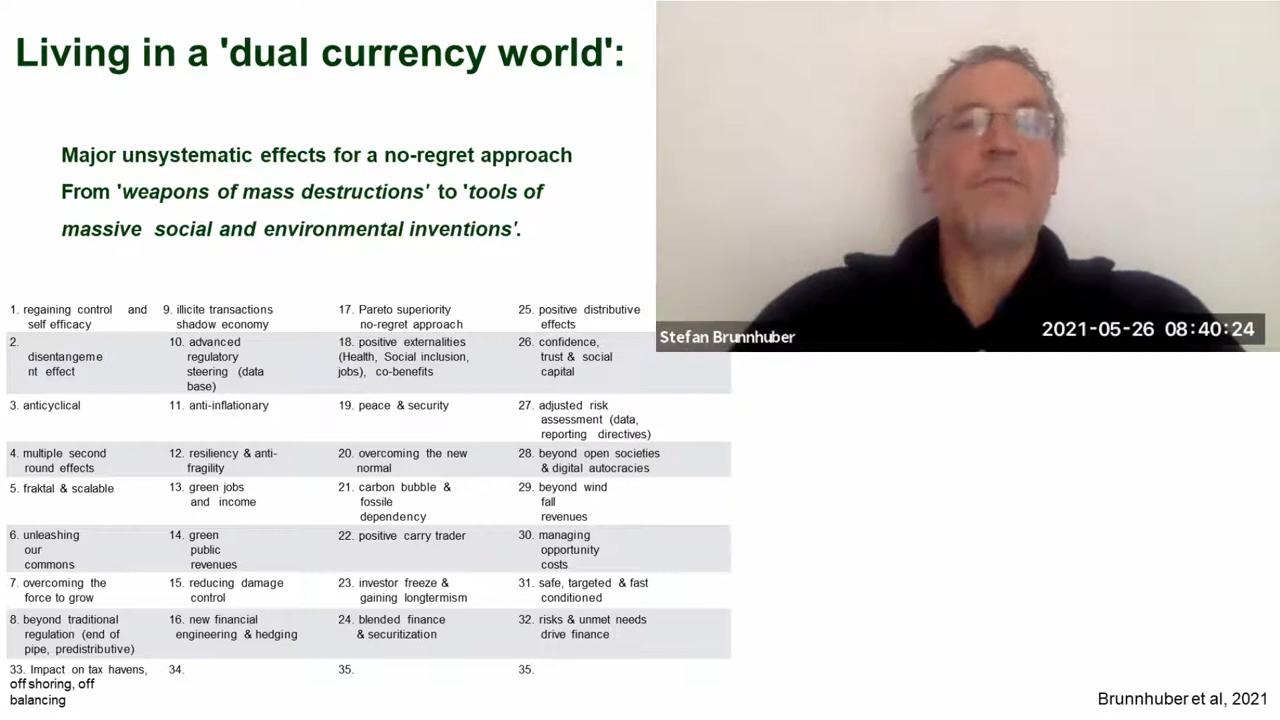 Living in a 'dual currency world':
Major unsystematic effects for a no-regret approach
From 'weapons of mass destructions' to 'tools of
massive social and environmental inventions'.
1. regaining control and
self efficacy
9. illicite transactions
shadow economy
17. Pareto superiority
no-regret approach
25. positive distributive
effects
2.
disentangeme
nt effect
10. advanced
regulatory
steering (data
base)
18. positive externalities
(Health, Social inclusion,
jobs), co-benefits
26. confidence,
trust & social
capital
3. anticyclical
11. anti-inflationary
19. peace & security
27. adjusted risk
assessment (data,
reporting directives)
4. multiple second
round effects
12. resiliency & anti-
fragility
20. overcoming the new
normal
28. beyond open societies
& digital autocracies
5. fraktal & scalable
13. green jobs
and income
21. carbon bubble &
fossile
dependency
29. beyond wind
fall
revenues
6. unleashing
our
commons
14. green
public
revenues
22. positive carry trader
30. managing
opportunity
costs
7. overcoming the
force to grow
15. reducing damage
control
23. investor freeze &
gaining longtermism
31. safe, targeted & fast
conditioned
8. beyond traditional
regulation (end of
pipe, predistributive)
16. new financial
engineering & hedging
24. blended finance
& securitization
32. risks & unmet needs
drive finance
33. Impact on tax havens,
off shoring, off
balancing
34.
35.
35.
Stefan Brunnhuber
2021-05-26 08:40:24
Brunnhuber et al, 2021